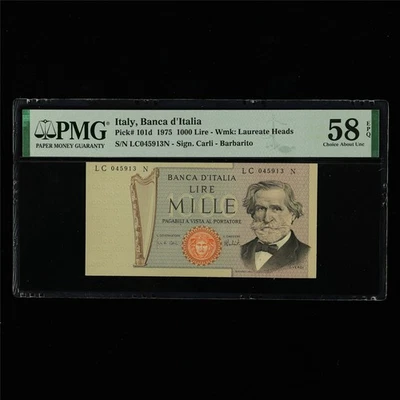 PMG
PAPER MONEY GUARANTY
Italy, Banca d'Italia
Pick# 101d 1975 1000 Lire - Wmk: Laureate Heads
S/N LC045913N - Sign. Carli - Barbarito
58 EPQ
Choice About Unc
LC 045913 N
LC 045913 N
BANCA D'ITALIA
LIRE
MILLE
PAGABILI A VISTA AL PORTATORE